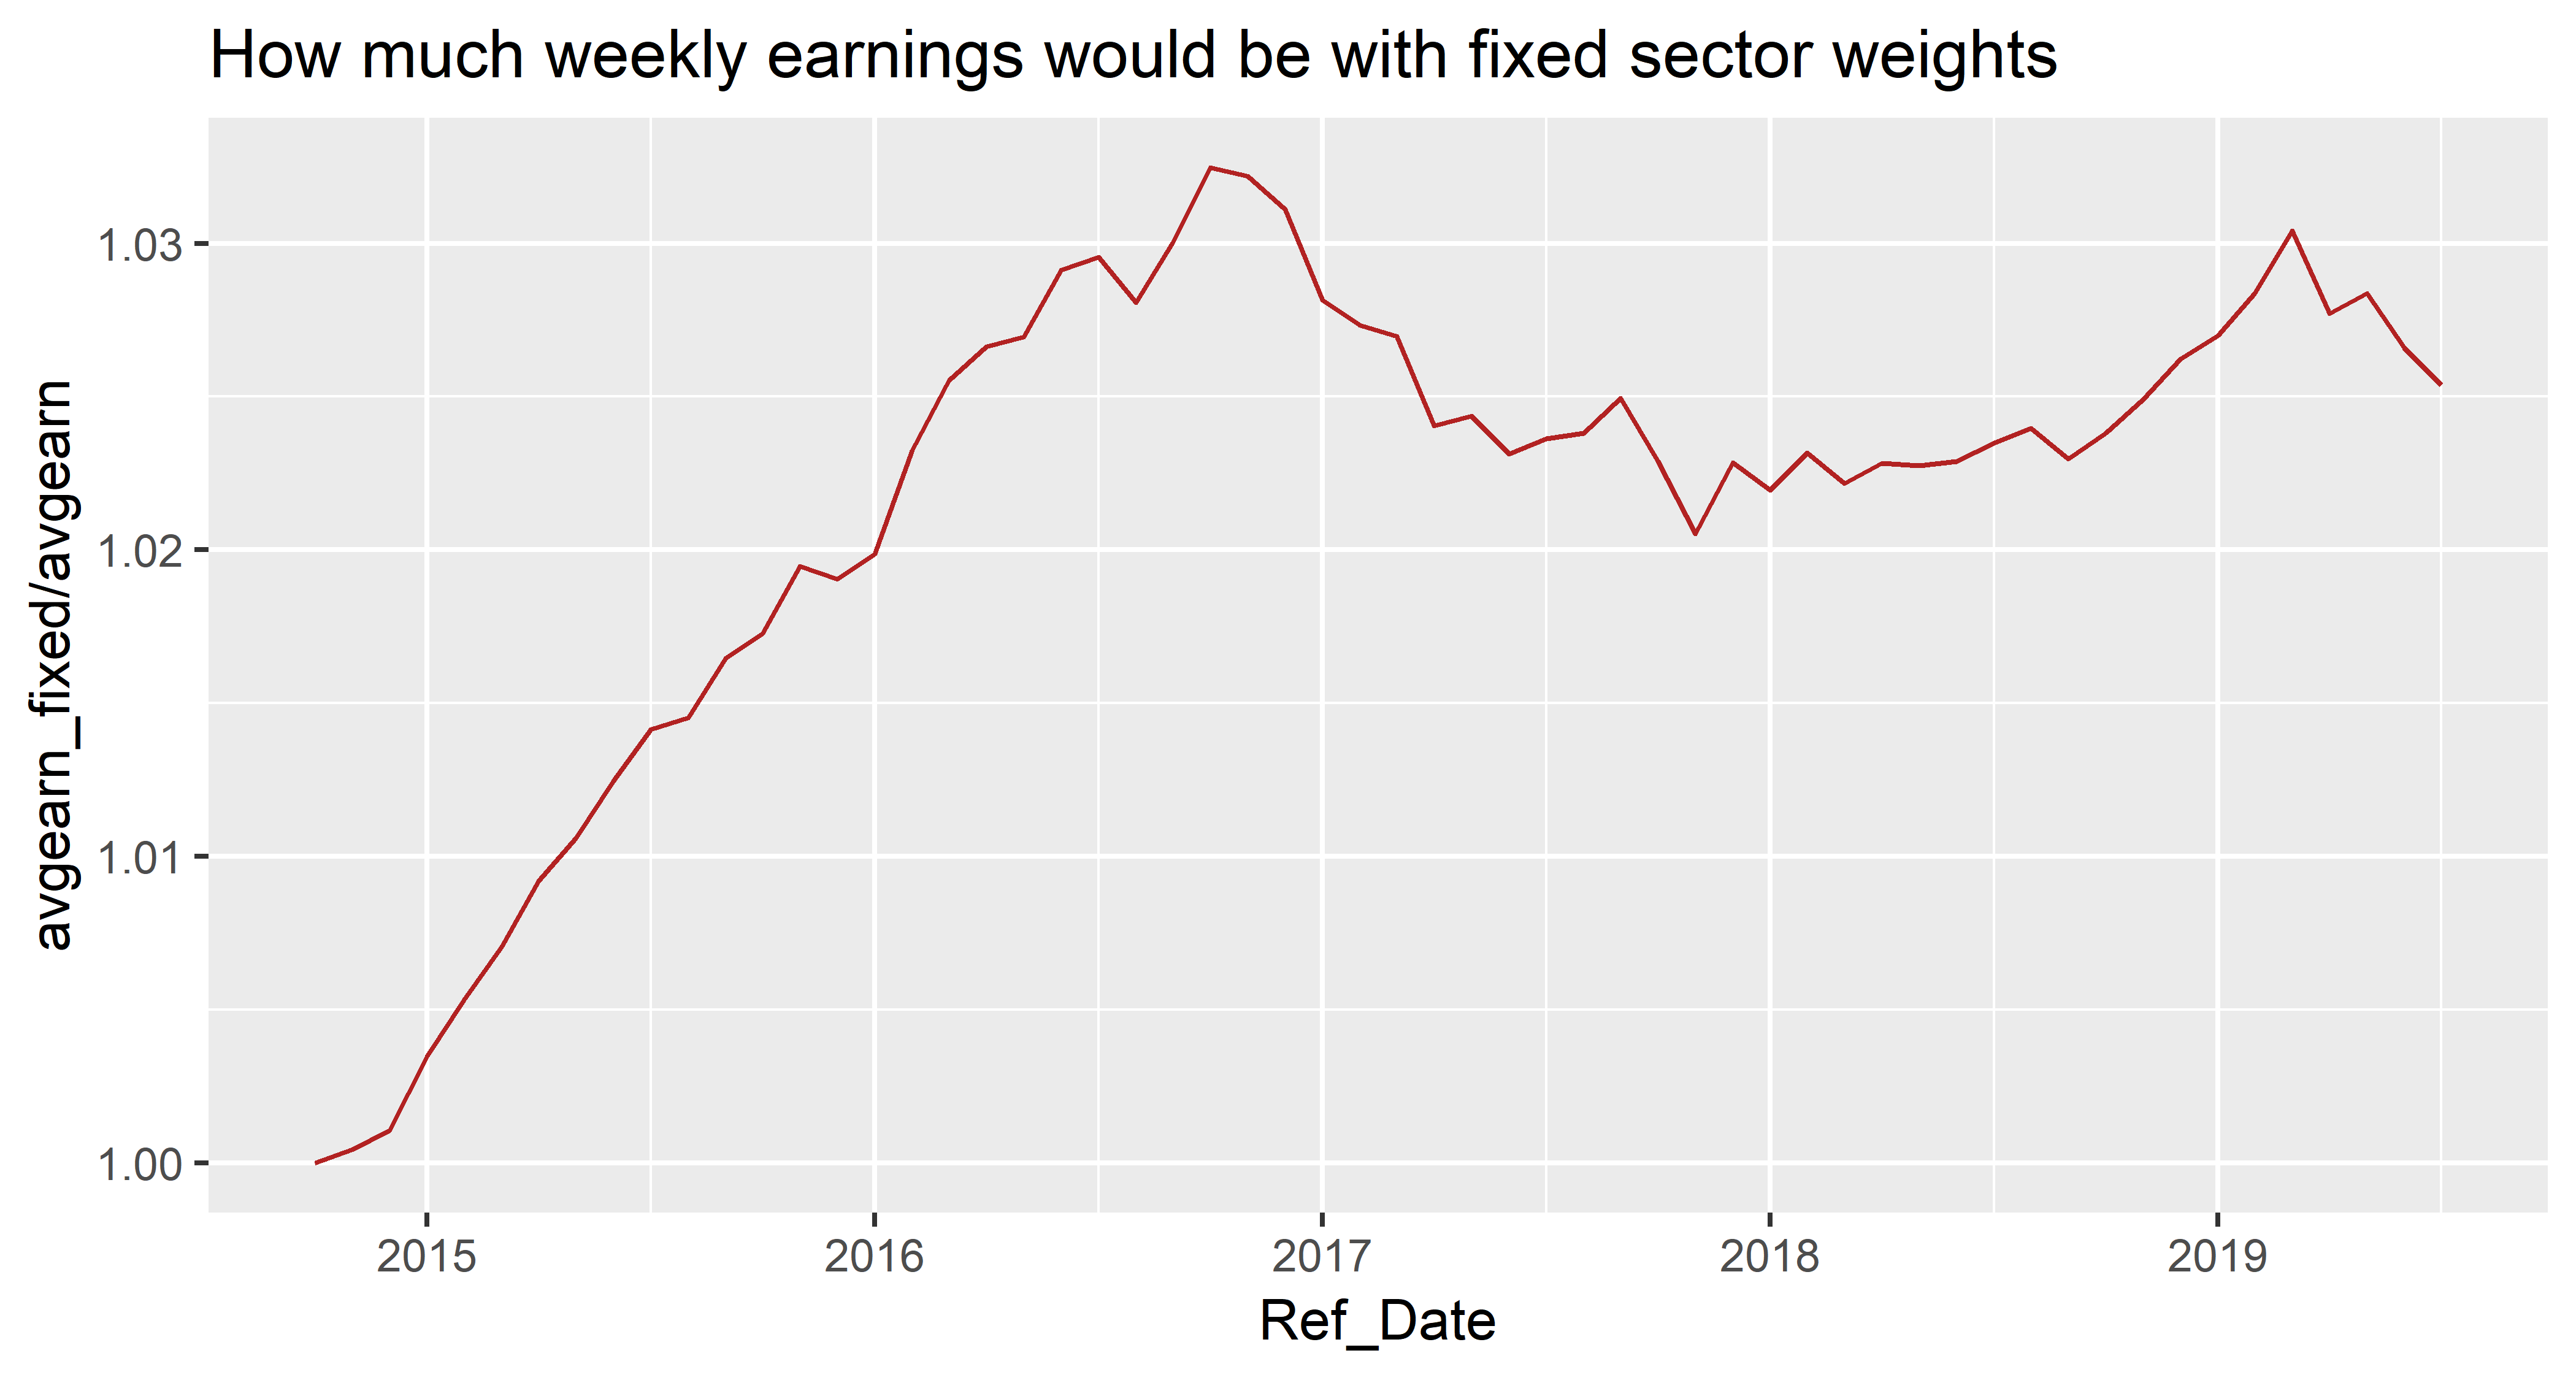 How much weekly earnings would be with fixed sector weights
avgearn_fixed/avgearn
1.03
1.02
1.01
1.00
2015 2016 2017 2018 2019
Ref_Date